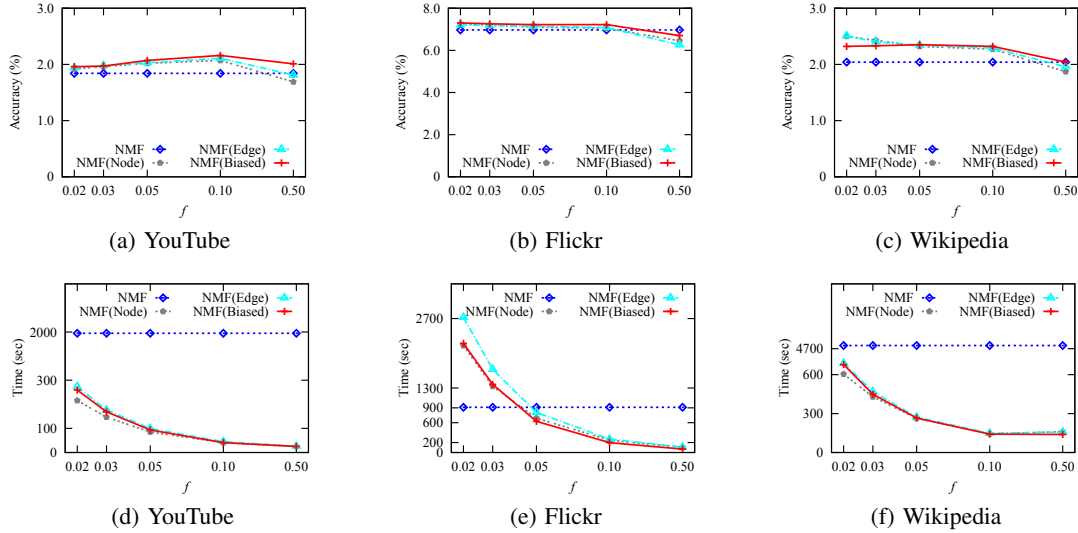 3.0
2.0
1.0
0
Accuracy (%)
NMF
NMF(Node)
NMF(Edge)
NMF(Biased)
0.02 0.03 0.05 0.10 0.50
f
(a) YouTube
8.0
6.0
4.0
2.0
0
Accuracy (%)
NMF
NMF(Node)
NMF(Edge)
NMF(Biased)
0.02 0.03 0.05 0.10 0.50
f
(b) Flickr
3.0
2.0
1.0
0
Accuracy (%)
NMF
NMF(Node)
NMF(Edge)
NMF(Biased)
0.02 0.03 0.05 0.10 0.50
f
(c) Wikipedia
2000
300
100
0
Time (sec)
NMF
NMF(Node)
NMF(Edge)
NMF(Biased)
0.02 0.03 0.05 0.10 0.50
f
(d) YouTube
2700
1300
900
600
200
0
Time (sec)
NMF
NMF(Node)
NMF(Edge)
NMF(Biased)
0.02 0.03 0.05 0.10 0.50
f
(e) Flickr
4700
600
300
0
Time (sec)
NMF
NMF(Node)
NMF(Edge)
NMF(Biased)
0.02 0.03 0.05 0.10 0.50
f
(f) Wikipedia